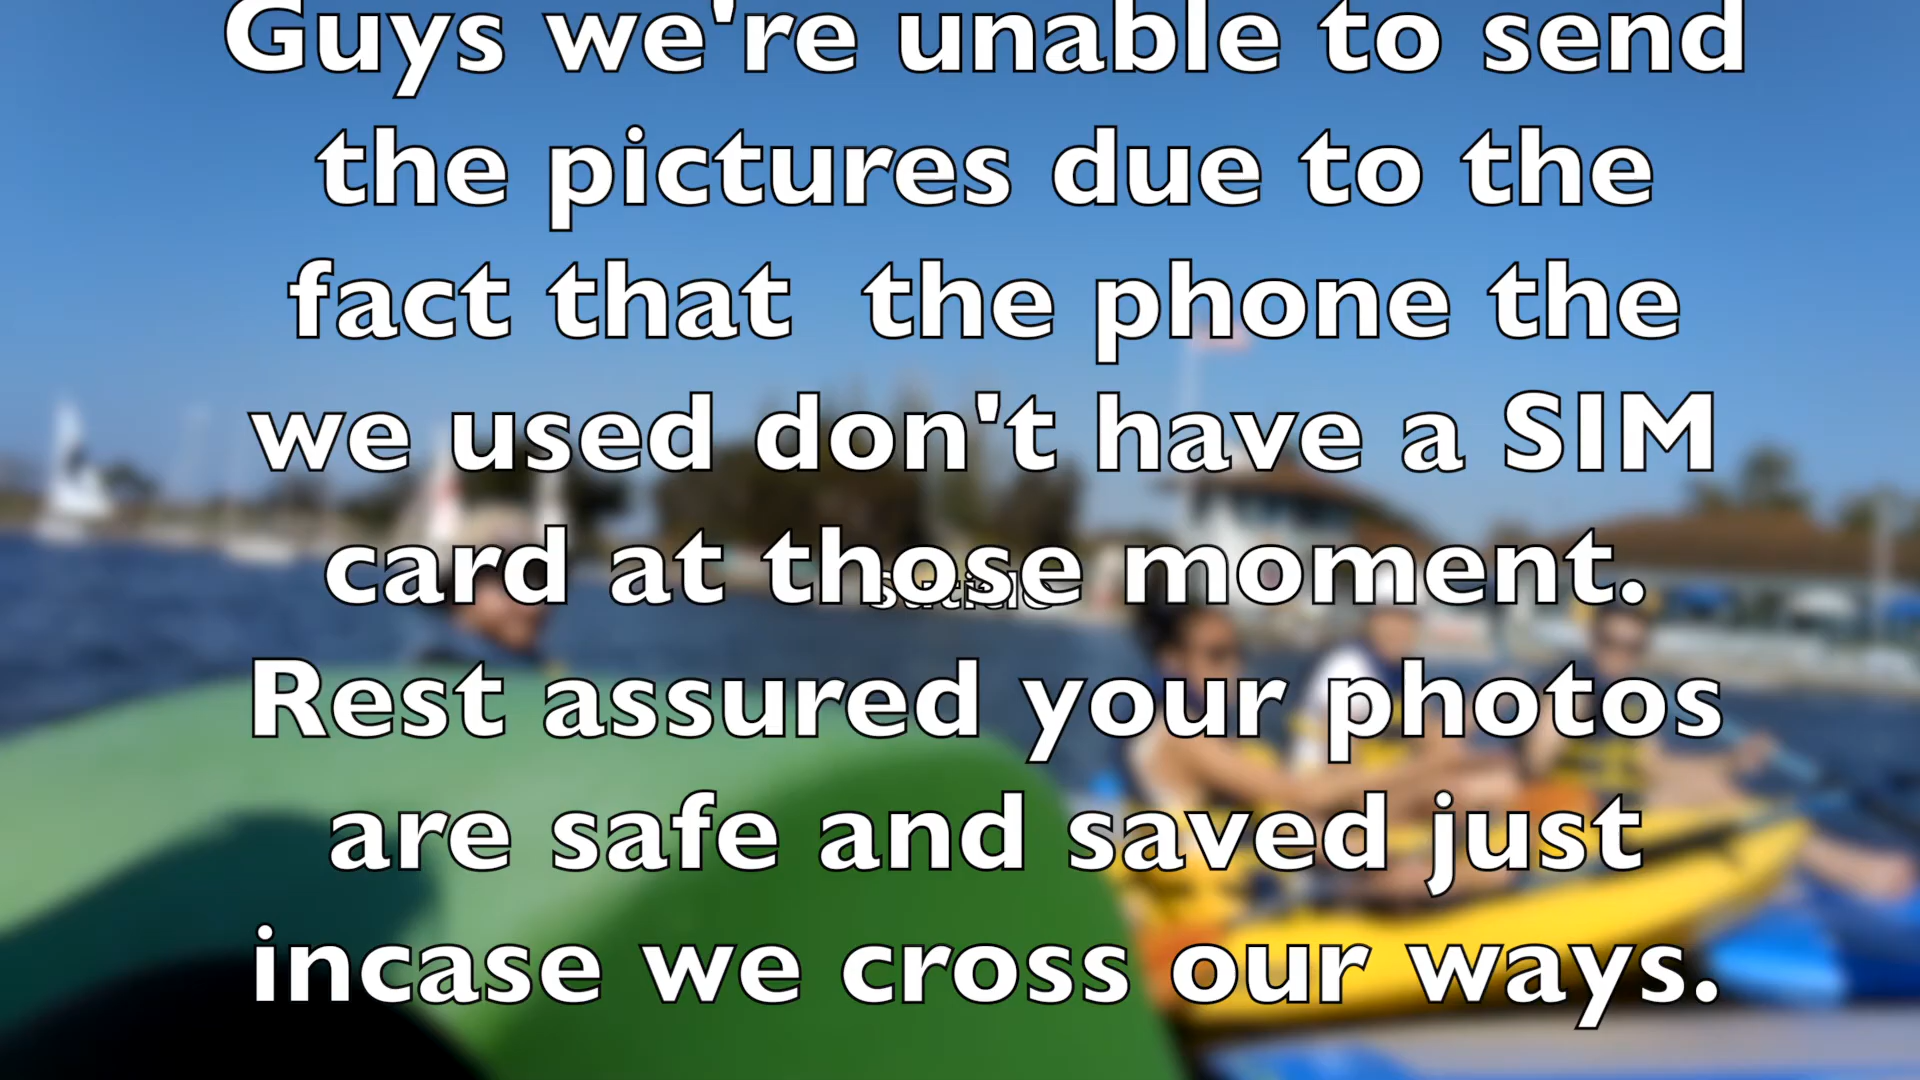 Guys we're unable to send
the pictures due to the
fact that  the phone the
we used don't have a SIM
card at those moment.
Rest assured your photos
are safe and saved just
incase we cross our ways.